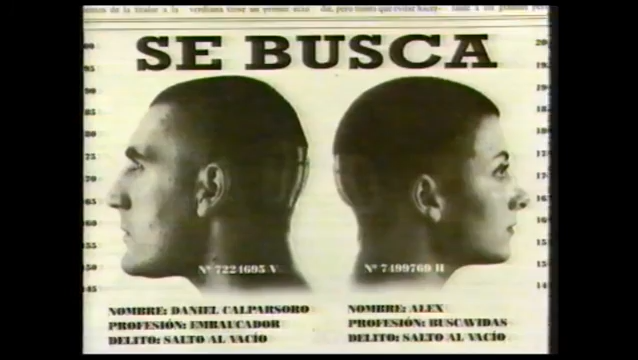 SE BUSCA
Nº 7224695 V
Nº 7499769 H
NOMBRE: DANIEL CALPARSORO
PROFESIÓN: EMBAUCADOR
DELITO: SALTO AL VACÍO
NOMBRE: ALEX
PROFESIÓN: BUSCAVIDAS
DELITO: SALTO AL VACÍO